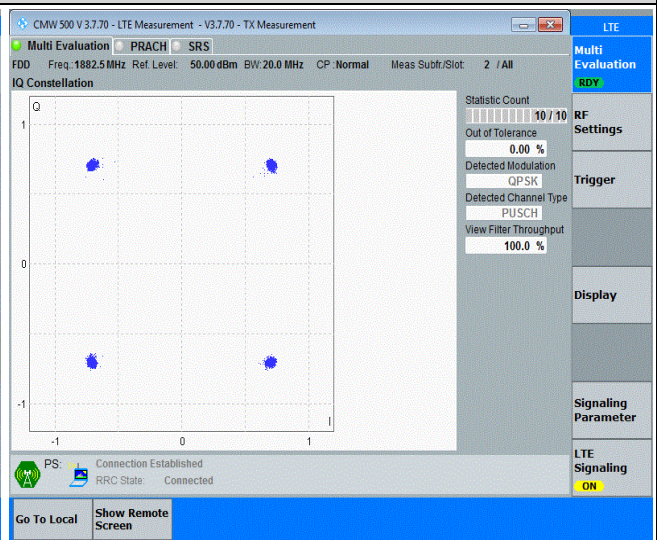 CMW 500 V 3.7.70 - LTE Measurement - V3.7.70 - TX Measurement
LTE
Multi Evaluation PRACH SRS
FDD Freq.:1882.5 MHz Ref. Level: 50.00 dBm BW:20.0 MHz CP :Normal Meas Subfr./Slot: 2 / All
IQ Constellation
Multi
Evaluation
RDY
Q
1
0
-1
-1 0 1
I
Statistic Count
10 / 10
Out of Tolerance
0.00 %
Detected Modulation
QPSK
Detected Channel Type
PUSCH
View Filter Throughput
100.0 %
RF
Settings
Trigger
Display
Signaling
Parameter
LTE
Signaling
ON
PS: Connection Established
RRC State: Connected
Go To Local
Show Remote
Screen